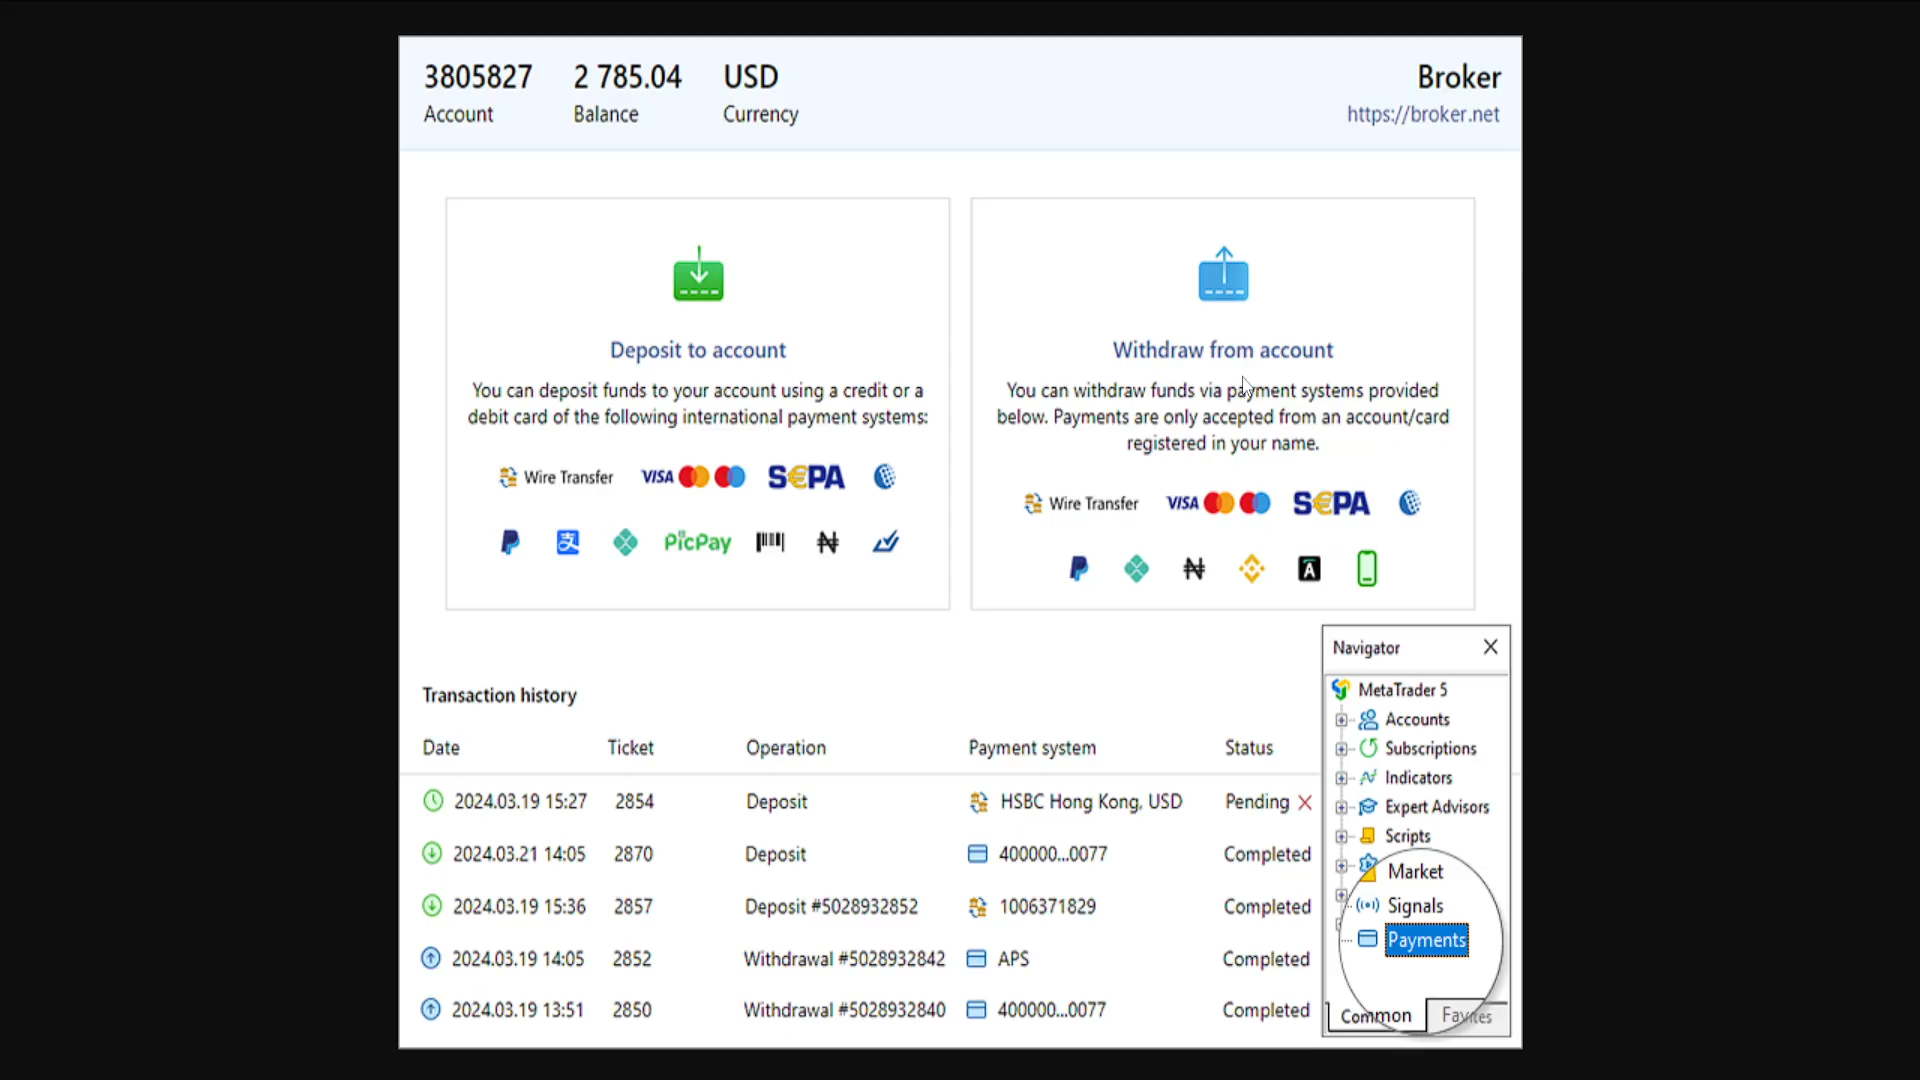 3805827 2 785.04 USD Broker
Account Balance Currency https://broker.net
Deposit to account
You can deposit funds to your account using a credit or a
debit card of the following international payment systems:
Wire Transfer VISA S€PA
PicPay
Withdraw from account
You can withdraw funds via payment systems provided
below. Payments are only accepted from an account/card
registered in your name.
Wire Transfer VISA S€PA
A
Transaction history
Date Ticket Operation Payment system Status
2024.03.19 15:27 2854 Deposit HSBC Hong Kong, USD Pending
2024.03.21 14:05 2870 Deposit 400000...0077 Completed
2024.03.19 15:36 2857 Deposit #5028932852 1006371829 Completed
2024.03.19 14:05 2852 Withdrawal #5028932842 APS Completed
2024.03.19 13:51 2850 Withdrawal #5028932840 400000...0077 Completed
Navigator
MetaTrader 5
Accounts
Subscriptions
Indicators
Expert Advisors
Scripts
Market
Signals
Payments
Common